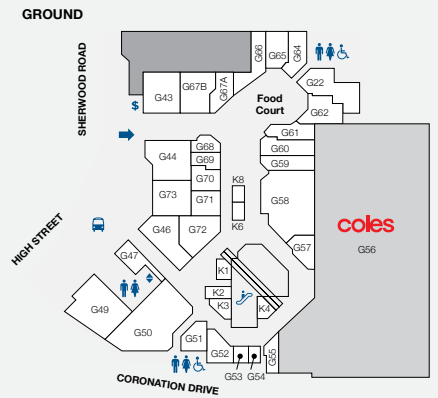 GROUND
SHERWOOD ROAD
G66
G65
G64
G43
G67B
G67A
$
Food
Court
G22
G62
G61
G60
G59
G58
G57
G44
G68
G69
G70
G73
G71
G46
G72
K8
K6
coles
G56
HIGH STREET
G47
G49
G50
K1
K2
K3
K4
G51
G52
G53
G54
G55
CORONATION DRIVE